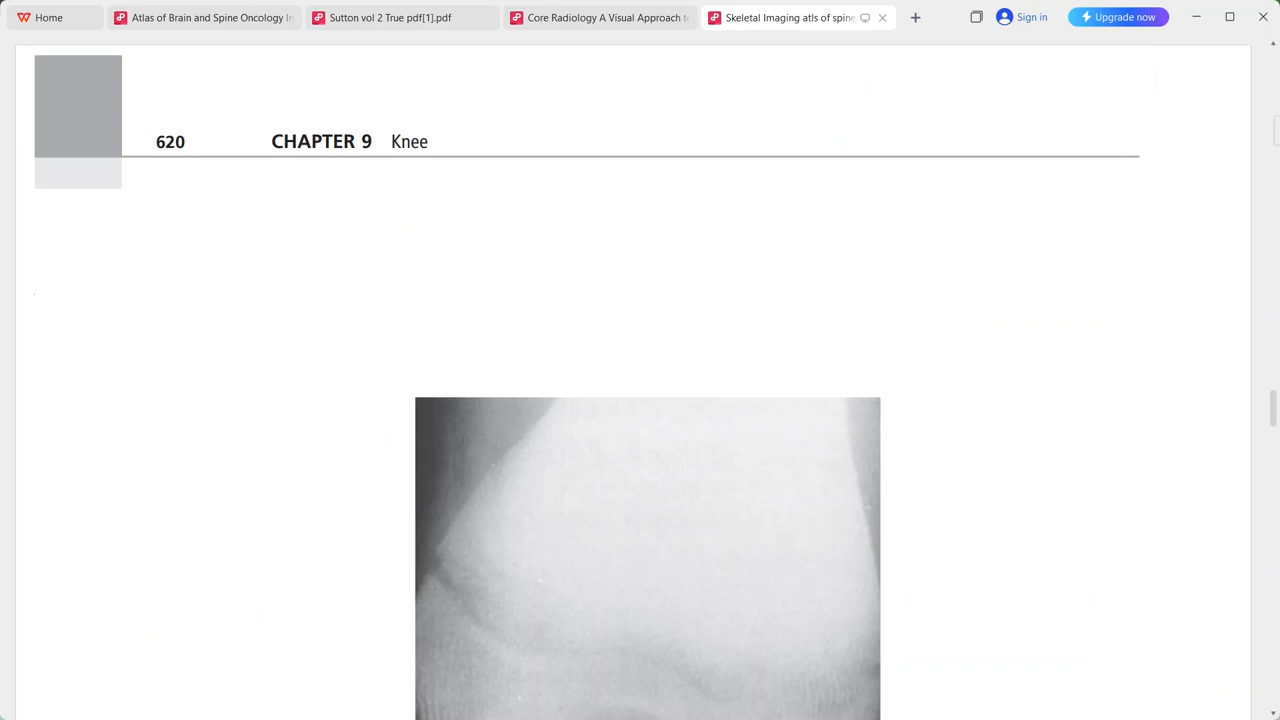 Home
Atlas of Brain and Spine Oncology
Sutton vol 2 True pdf[1].pdf
Core Radiology A Visual Approach
Skeletal Imaging atls of spine
Sign in
Upgrade now
620 CHAPTER 9 Knee